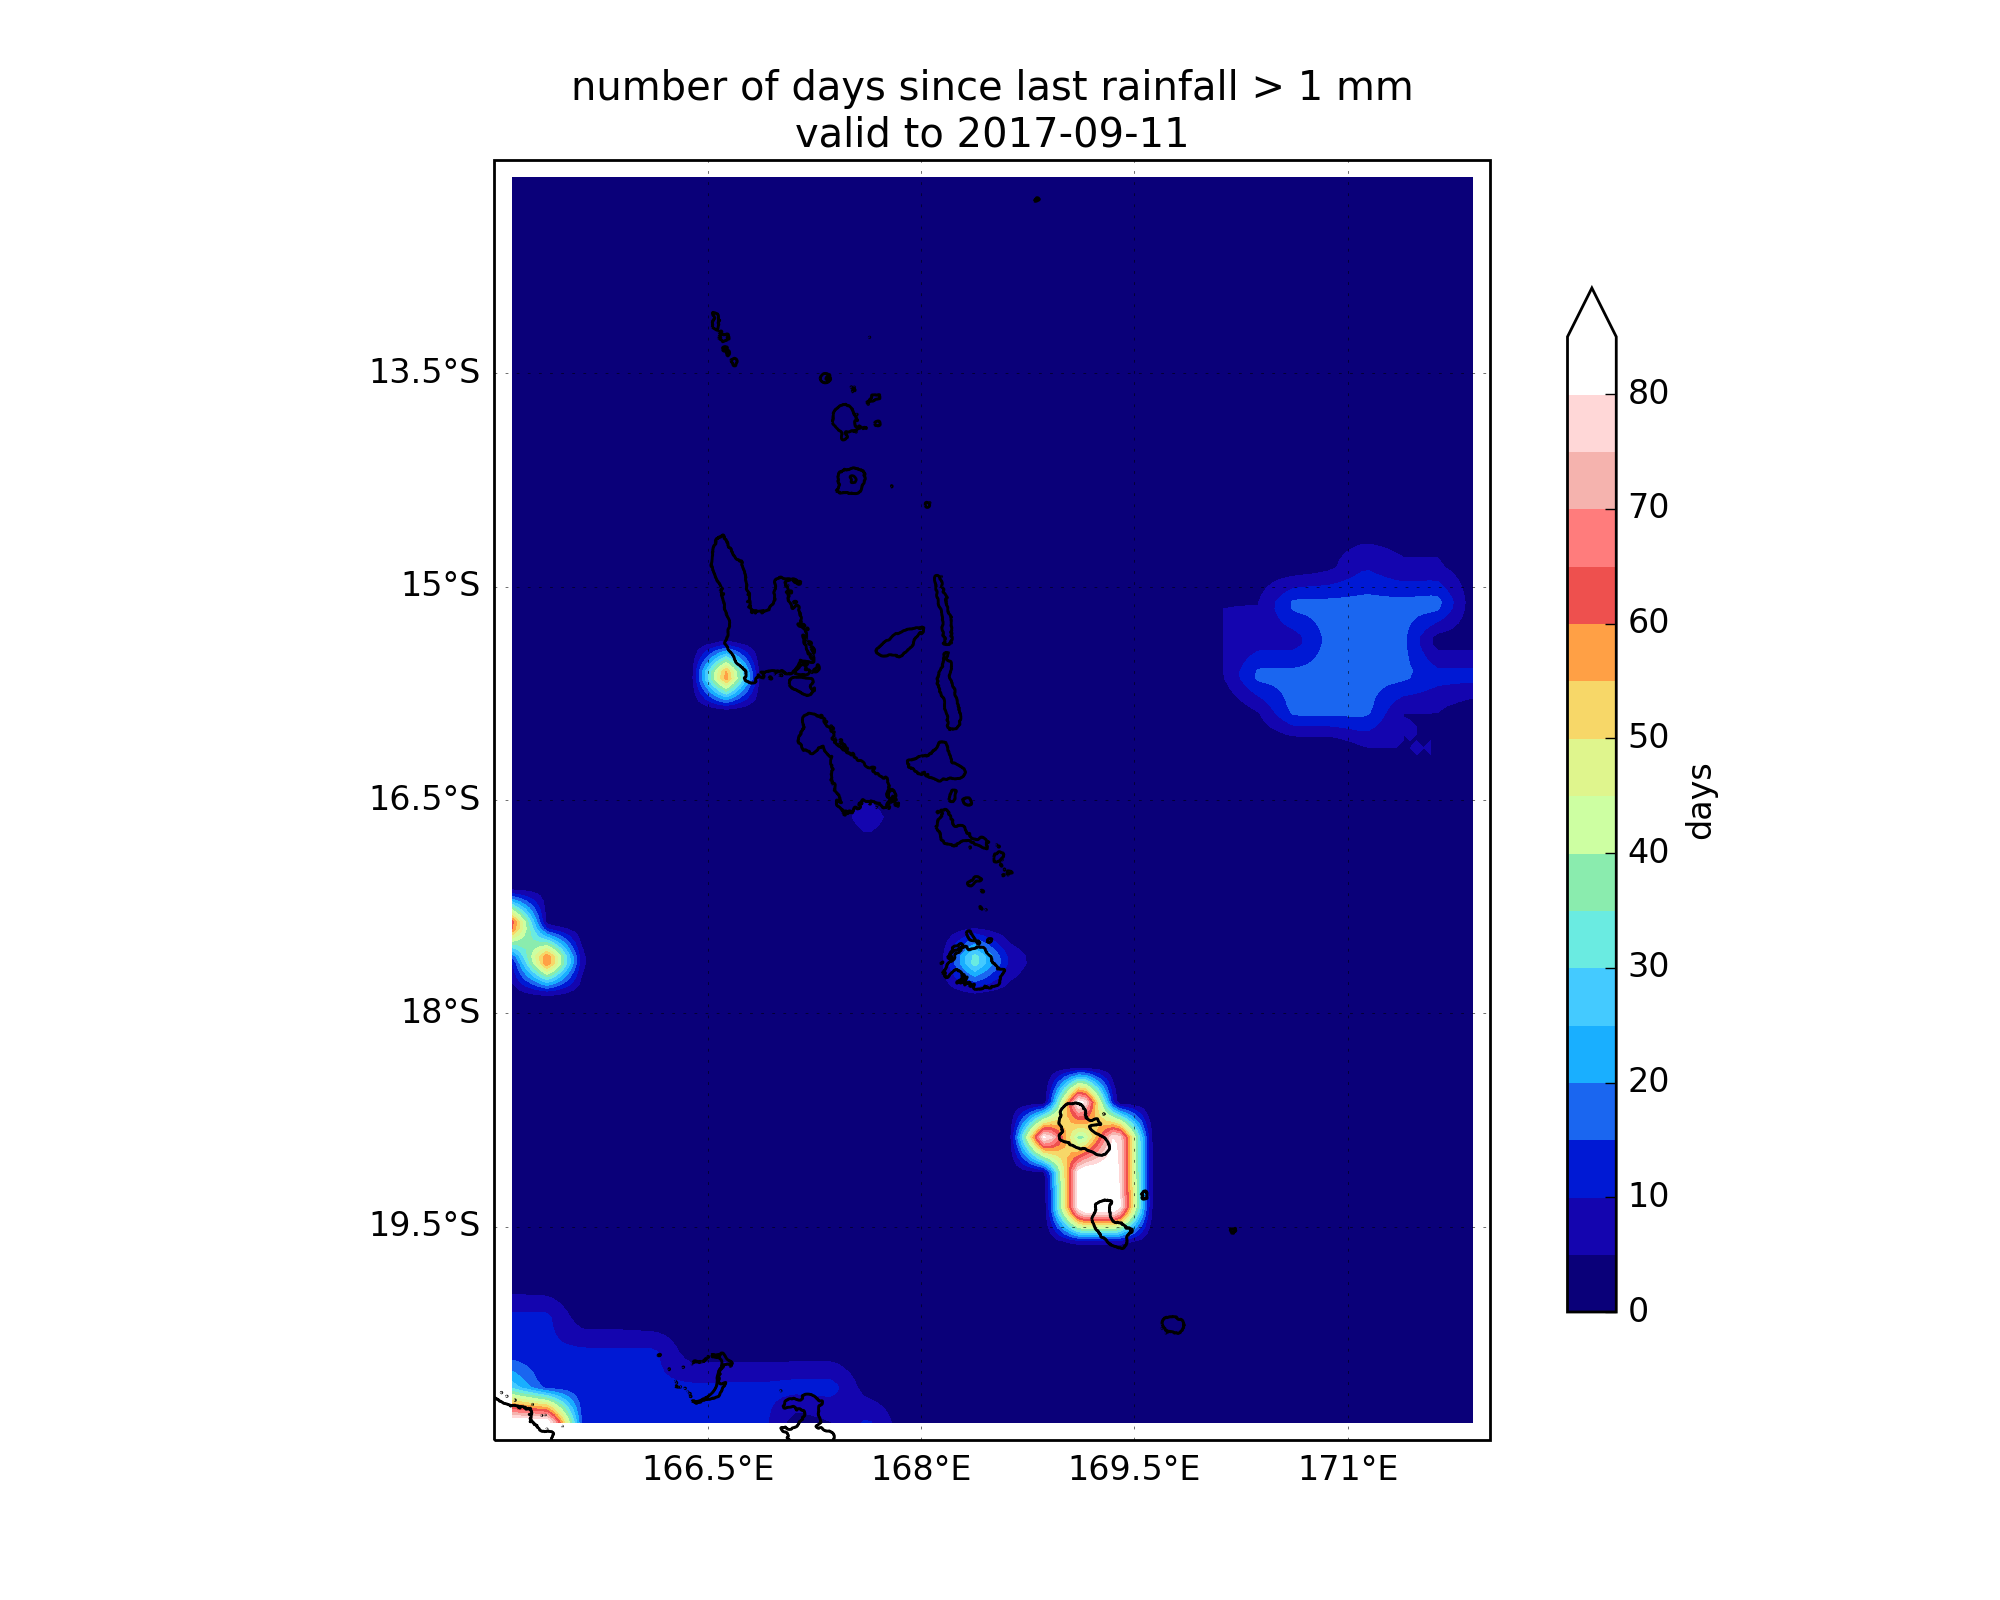 number of days since last rainfall > 1 mm
valid to 2017-09-11
13.5°S
15°S
16.5°S
18°S
19.5°S
166.5°E
168°E
169.5°E
171°E
80
70
60
50
40
30
20
10
0
days